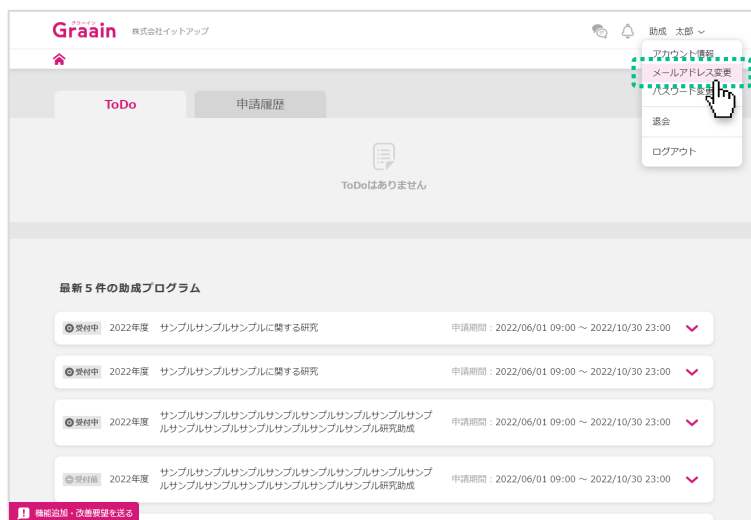 グラーイン
Graain 株式会社イットアップ 助成 太郎
アカウント情報
メールアドレス変更
パスワード変更
退会
ログアウト
ToDo 申請履歴
ToDoはありません
最新5件の助成プログラム
受付中 2022年度 サンプルサンプルサンプルに関する研究 申請期間：2022/06/01 09:00 ～ 2022/10/30 23:00
受付中 2022年度 サンプルサンプルサンプルに関する研究 申請期間：2022/06/01 09:00 ～ 2022/10/30 23:00
受付中 2022年度 サンプルサンプルサンプルサンプルサンプルサンプルサンプルサンプ
ルサンプルサンプルサンプルサンプルサンプルサンプル研究助成 申請期間：2022/06/01 09:00 ～ 2022/10/30 23:00
受付前 2022年度 サンプルサンプルサンプルサンプルサンプルサンプルサンプルサンプ
ルサンプルサンプルサンプルサンプルサンプルサンプル研究助成 申請期間：2022/06/01 09:00 ～ 2022/10/30 23:00
機能追加・改善要望を送る